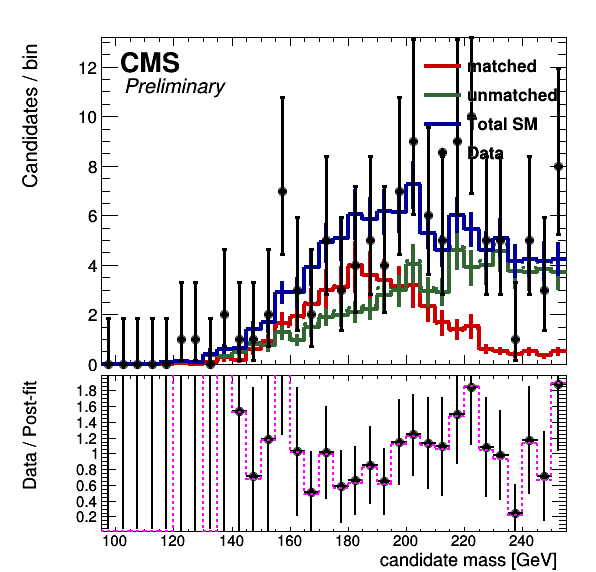 CMS
Preliminary
matched
unmatched
Total SM
Data
Candidates / bin
12
10
8
6
4
2
0
Data / Post-fit
1.8
1.6
1.4
1.2
1
0.8
0.6
0.4
0.2
100 120 140 160 180 200 220 240
candidate mass [GeV]